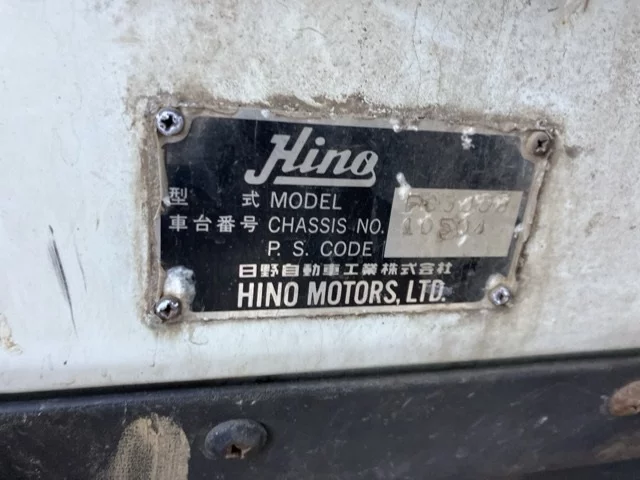 Hino
型 式 MODEL
車台番号 CHASSIS NO. 10504
P. S. CODE
日野自動車工業株式会社
HINO MOTORS, LTD.